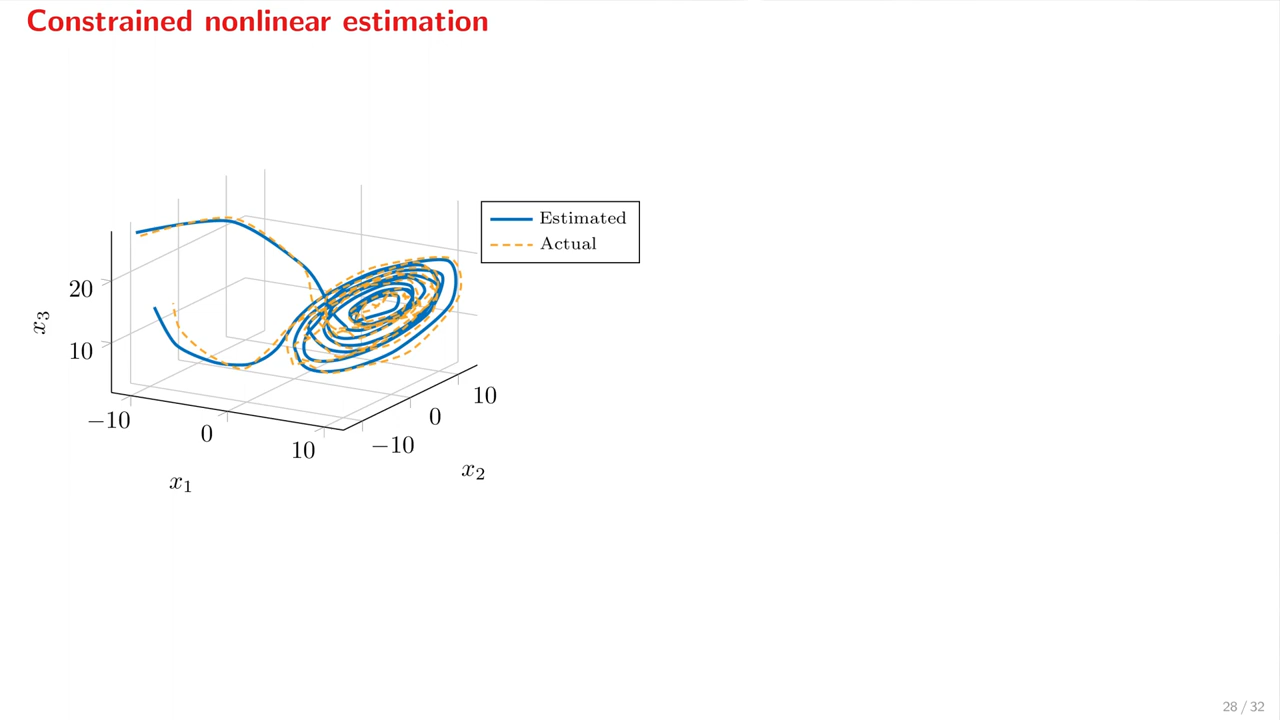 Constrained nonlinear estimation
Estimated
Actual
20
10
x3
−10
0
10
x1
−10
0
10
x2
28 / 32